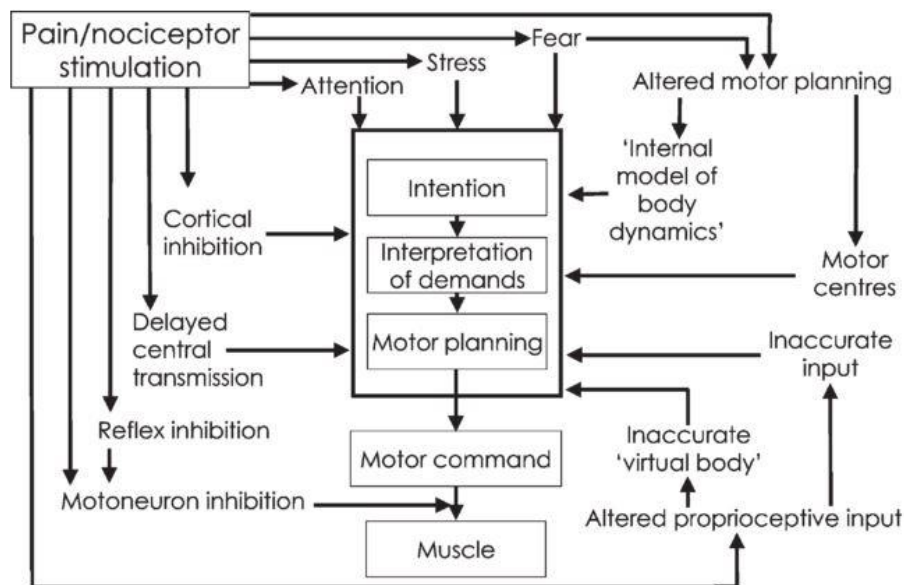 Pain/nociceptor
stimulation
Fear
Stress
Attention
Altered motor planning
'Internal
model of
body
dynamics'
Intention
Cortical
inhibition
Interpretation
of demands
Motor
centres
Delayed
central
transmission
Motor planning
Inaccurate
input
Reflex inhibition
Inaccurate
'virtual body'
Motor command
Motoneuron inhibition
Altered proprioceptive input
Muscle